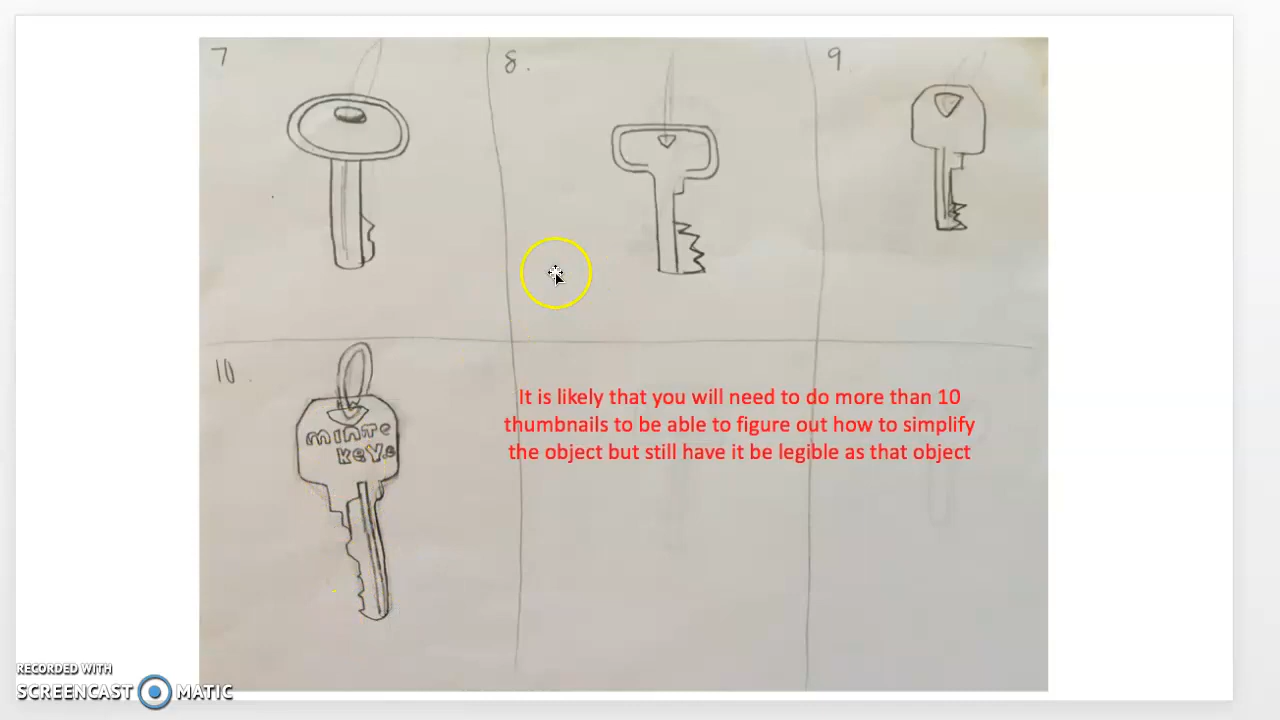 7
8.
9
10
It is likely that you will need to do more than 10
thumbnails to be able to figure out how to simplify
the object but still have it be legible as that object
minTe
keY.s
RECORDED WITH
SCREENCAST MATIC